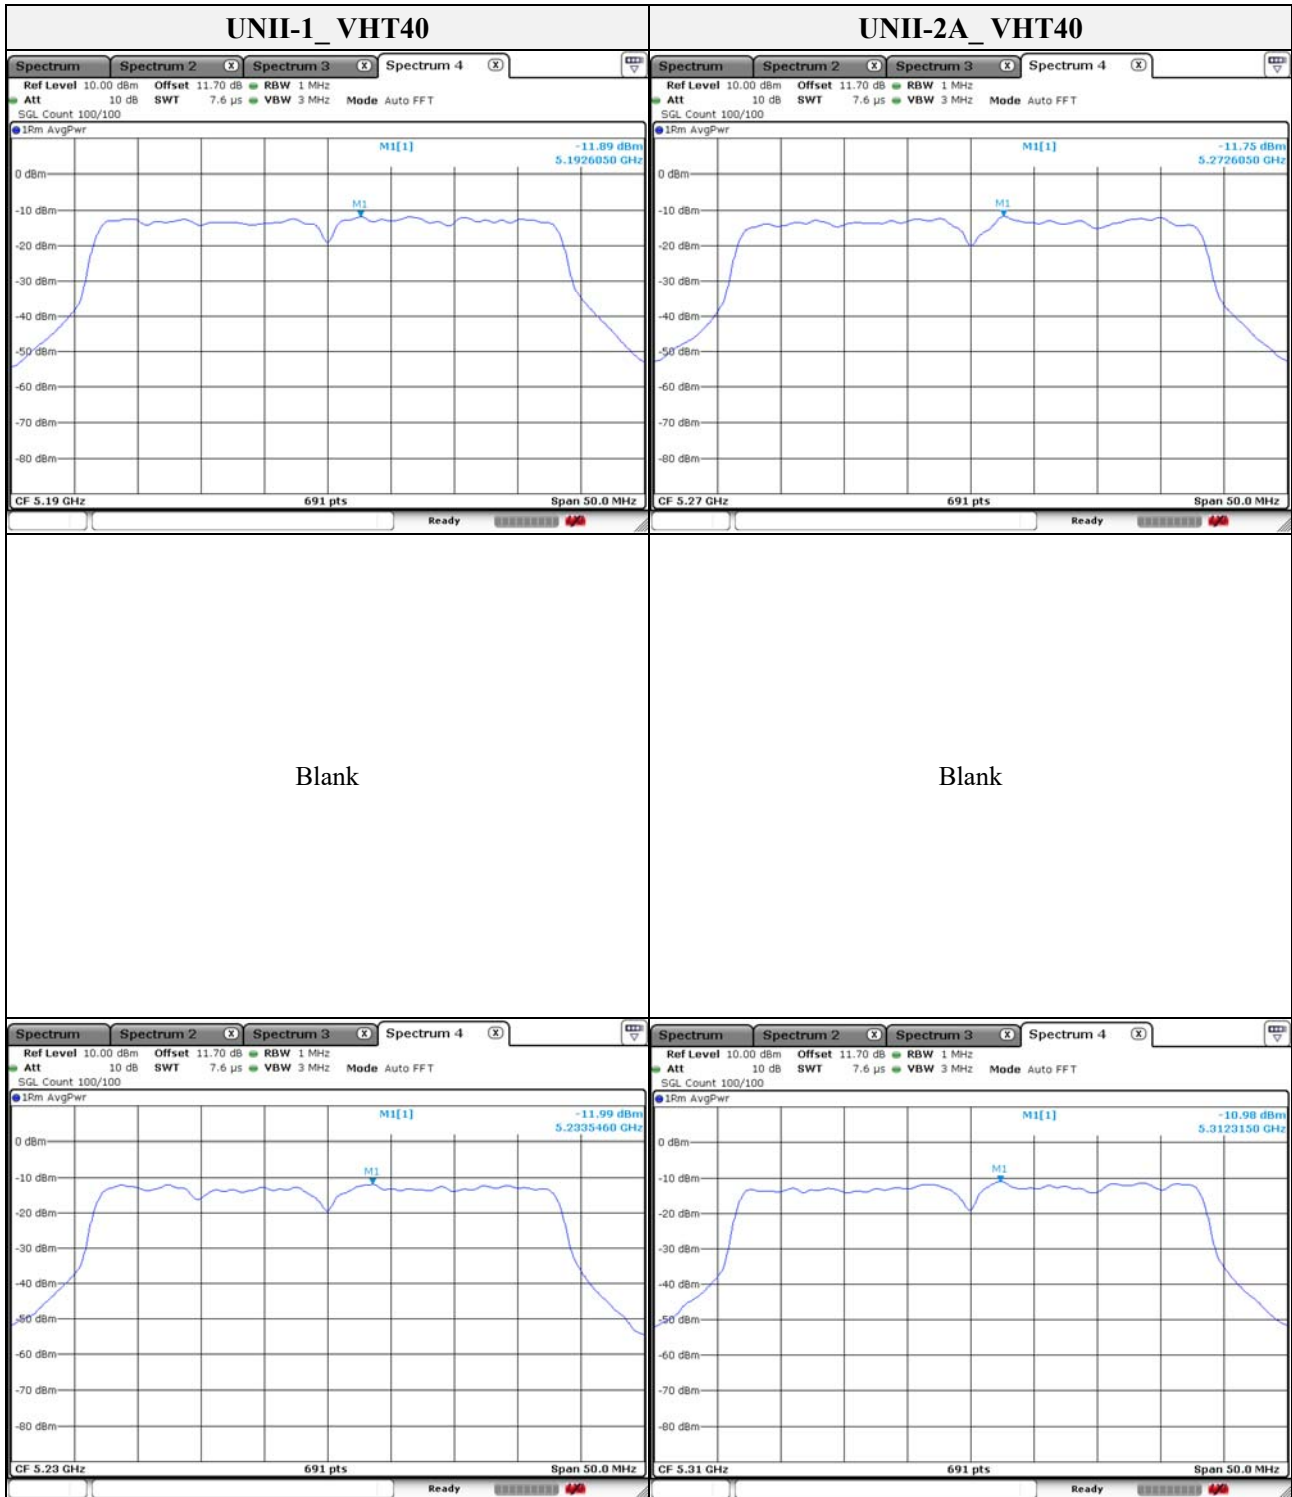 UNII-1_ VHT40
UNII-2A_ VHT40
Spectrum Spectrum 2 X Spectrum 3 X Spectrum 4 X
Ref Level 10.00 dBm Offset 11.70 dB RBW 1 MHz
Att 10 dB SWT 7.6 µs VBW 3 MHz Mode Auto FFT
SGL Count 100/100
1Rm AvgPwr
M1[1] -11.89 dBm
5.1926050 GHz
0 dBm
M1
-10 dBm
-20 dBm
-30 dBm
-40 dBm
-50 dBm
-60 dBm
-70 dBm
-80 dBm
CF 5.19 GHz 691 pts Span 50.0 MHz
Ready
Spectrum Spectrum 2 X Spectrum 3 X Spectrum 4 X
Ref Level 10.00 dBm Offset 11.70 dB RBW 1 MHz
Att 10 dB SWT 7.6 µs VBW 3 MHz Mode Auto FFT
SGL Count 100/100
1Rm AvgPwr
M1[1] -11.75 dBm
5.2726050 GHz
0 dBm
M1
-10 dBm
-20 dBm
-30 dBm
-40 dBm
-50 dBm
-60 dBm
-70 dBm
-80 dBm
CF 5.27 GHz 691 pts Span 50.0 MHz
Ready
Blank
Blank
Spectrum Spectrum 2 X Spectrum 3 X Spectrum 4 X
Ref Level 10.00 dBm Offset 11.70 dB RBW 1 MHz
Att 10 dB SWT 7.6 µs VBW 3 MHz Mode Auto FFT
SGL Count 100/100
1Rm AvgPwr
M1[1] -11.99 dBm
5.2335460 GHz
0 dBm
M1
-10 dBm
-20 dBm
-30 dBm
-40 dBm
-50 dBm
-60 dBm
-70 dBm
-80 dBm
CF 5.23 GHz 691 pts Span 50.0 MHz
Ready
Spectrum Spectrum 2 X Spectrum 3 X Spectrum 4 X
Ref Level 10.00 dBm Offset 11.70 dB RBW 1 MHz
Att 10 dB SWT 7.6 µs VBW 3 MHz Mode Auto FFT
SGL Count 100/100
1Rm AvgPwr
M1[1] -10.98 dBm
5.3123150 GHz
0 dBm
M1
-10 dBm
-20 dBm
-30 dBm
-40 dBm
-50 dBm
-60 dBm
-70 dBm
-80 dBm
CF 5.31 GHz 691 pts Span 50.0 MHz
Ready